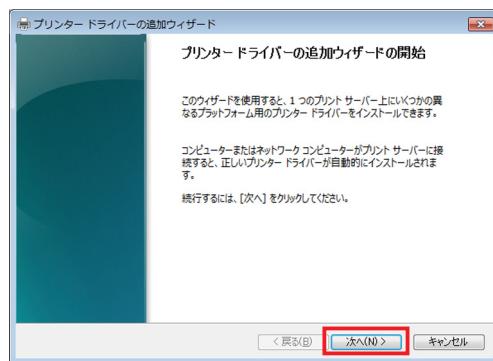 プリンター ドライバーの追加ウィザード
プリンター ドライバーの追加ウィザードの開始
このウィザードを使用すると、1 つのプリント サーバー上にいくつかの異
なるプラットフォーム用のプリンター ドライバーをインストールできます。
コンピューターまたはネットワーク コンピューターがプリント サーバーに接
続すると、正しいプリンター ドライバーが自動的にインストールされま
す。
続行するには、[次へ] をクリックしてください。
< 戻る(B) 次へ(N) > キャンセル